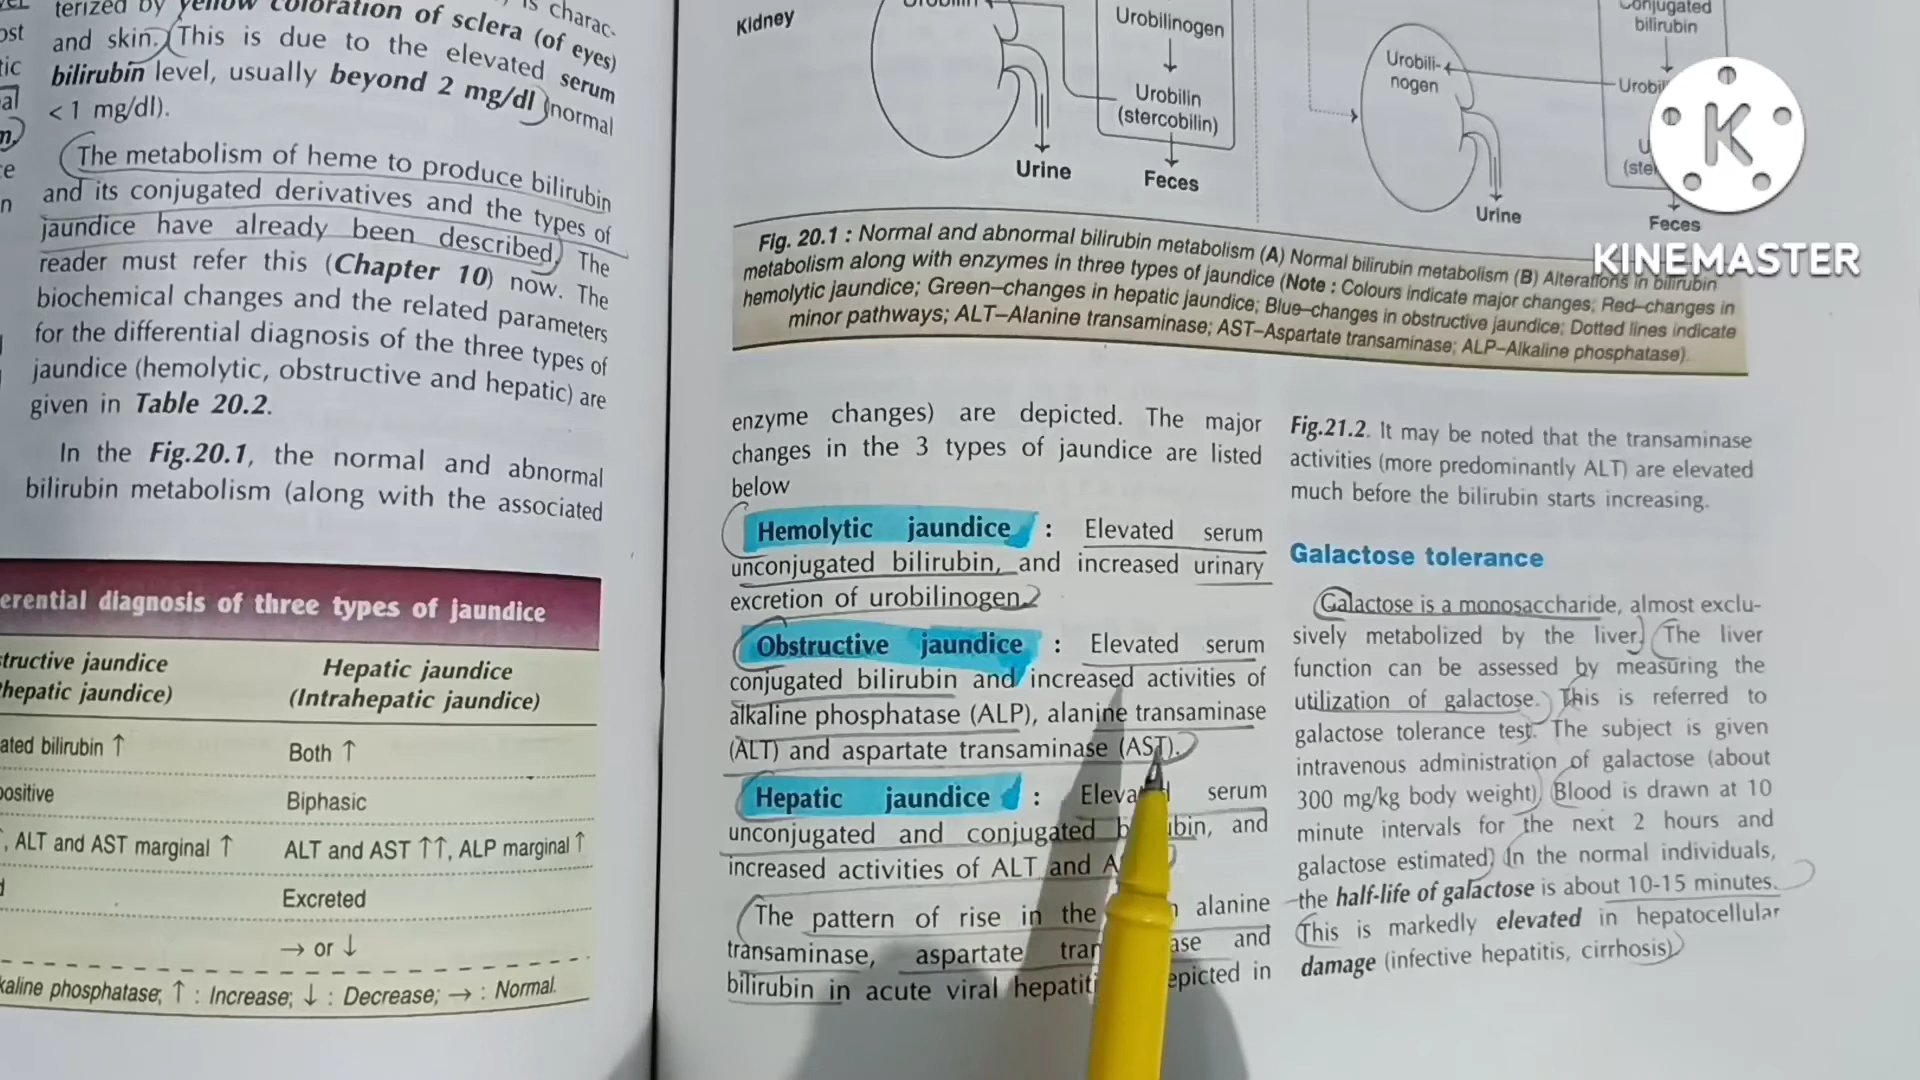 terized by yellow coloration of sclera (of eyes)
is charac-
and skin. This is due to the elevated serum
bilirubin level, usually beyond 2 mg/dl (normal
< 1 mg/dl).
The metabolism of heme to produce bilirubin
and its conjugated derivatives and the types of
jaundice have already been described. The
reader must refer this (Chapter 10) now. The
biochemical changes and the related parameters
for the differential diagnosis of the three types of
jaundice (hemolytic, obstructive and hepatic) are
given in Table 20.2.
In the Fig.20.1, the normal and abnormal
bilirubin metabolism (along with the associated
erential diagnosis of three types of jaundice
tructive jaundice
hepatic jaundice)
Hepatic jaundice
(Intrahepatic jaundice)
ated bilirubin ↑
Both ↑
ositive
Biphasic
, ALT and AST marginal ↑
ALT and AST ↑↑, ALP marginal ↑
Excreted
→ or ↓
kaline phosphatase; ↑ : Increase; ↓ : Decrease; → : Normal.
Kidney
Urobilinogen
Urobilin
(stercobilin)
Urine
Feces
Conjugated
bilirubin
Urobili-
nogen
Urobil
Urine
Feces
K
KINEMASTER
Fig. 20.1 : Normal and abnormal bilirubin metabolism (A) Normal bilirubin metabolism (B) Alterations in bilirubin
metabolism along with enzymes in three types of jaundice (Note : Colours indicate major changes; Red–changes in
hemolytic jaundice; Green–changes in hepatic jaundice; Blue–changes in obstructive jaundice; Dotted lines indicate
minor pathways; ALT–Alanine transaminase; AST–Aspartate transaminase; ALP–Alkaline phosphatase).
enzyme changes) are depicted. The major
changes in the 3 types of jaundice are listed
below
Hemolytic jaundice : Elevated serum
unconjugated bilirubin, and increased urinary
excretion of urobilinogen.
Obstructive jaundice : Elevated serum
conjugated bilirubin and increased activities of
alkaline phosphatase (ALP), alanine transaminase
(ALT) and aspartate transaminase (AST).
Hepatic jaundice : Eleva serum
unconjugated and conjugated b ubin, and
increased activities of ALT and A
The pattern of rise in the alanine
transaminase, aspartate tran ase and
bilirubin in acute viral hepatiti epicted in
Fig.21.2. It may be noted that the transaminase
activities (more predominantly ALT) are elevated
much before the bilirubin starts increasing.
Galactose tolerance
Galactose is a monosaccharide, almost exclu-
sively metabolized by the liver. The liver
function can be assessed by measuring the
utilization of galactose. This is referred to
galactose tolerance test. The subject is given
intravenous administration of galactose (about
300 mg/kg body weight). Blood is drawn at 10
minute intervals for the next 2 hours and
galactose estimated. In the normal individuals,
the half-life of galactose is about 10-15 minutes.
This is markedly elevated in hepatocellular
damage (infective hepatitis, cirrhosis)